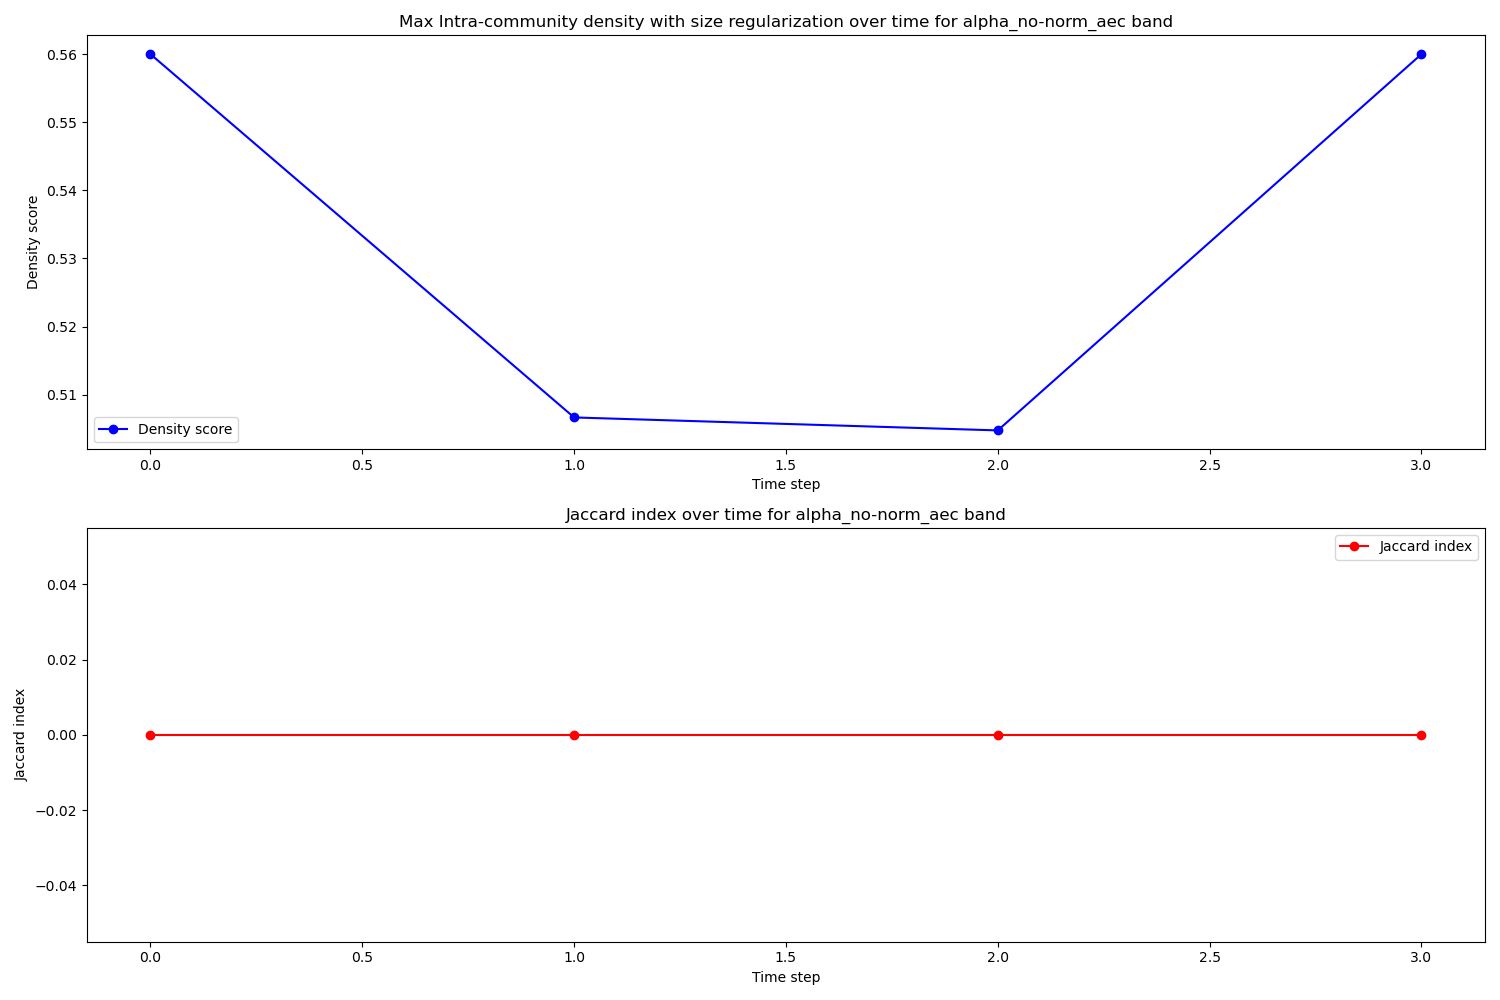 Max Intra-community density with size regularization over time for alpha_no-norm_aec band
0.56
0.55
0.54
0.53
0.52
0.51
Density score
Density score
0.0 0.5 1.0 1.5 2.0 2.5 3.0
Time step
Jaccard index over time for alpha_no-norm_aec band
Jaccard index
0.04
0.02
0.00
−0.02
−0.04
Jaccard index
0.0 0.5 1.0 1.5 2.0 2.5 3.0
Time step